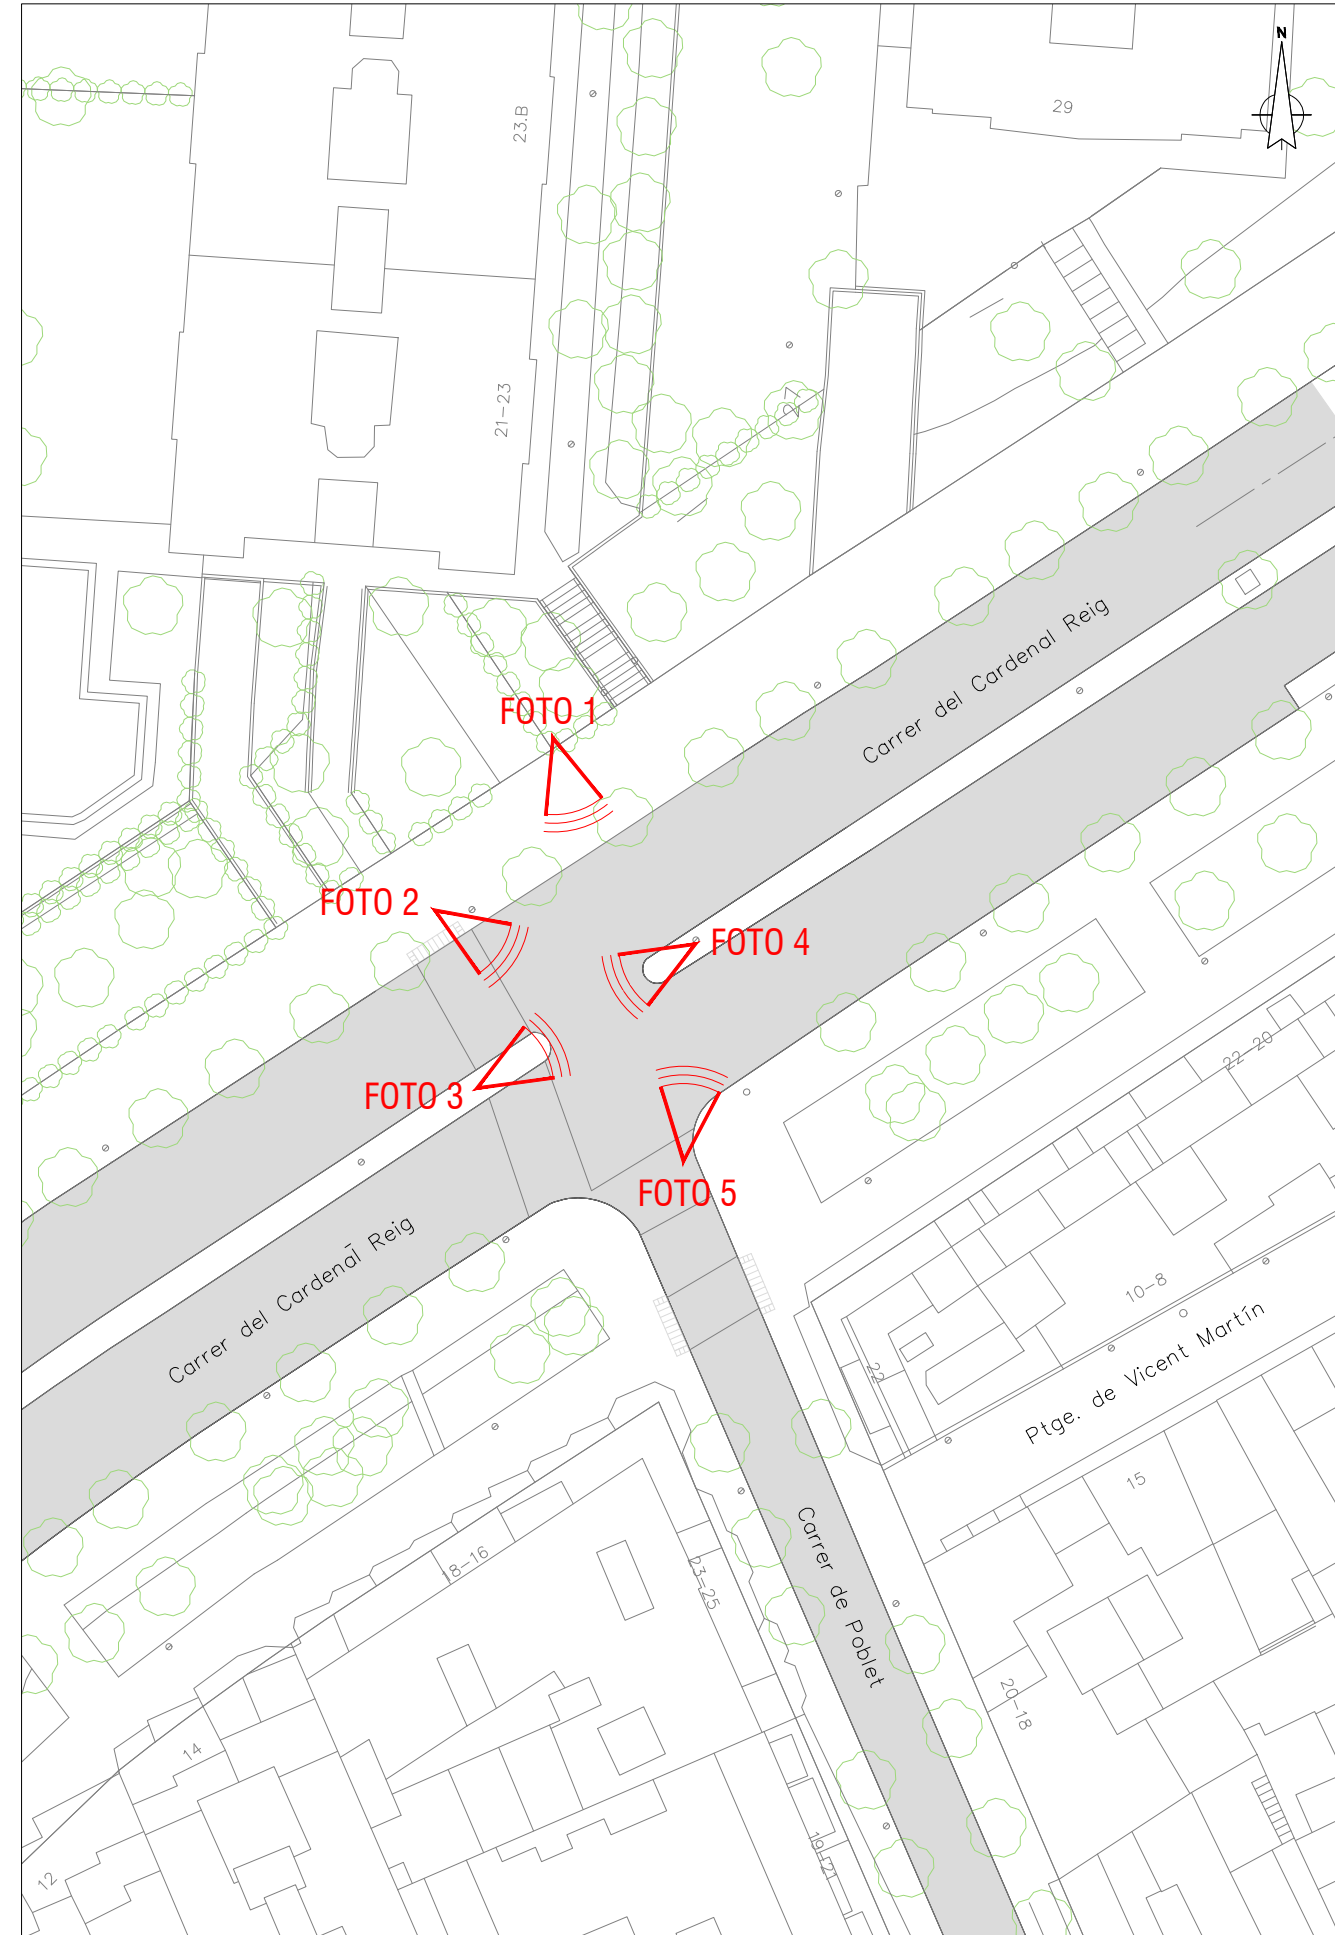 N
29
23.B
27
21-23
Carrer del Cardenal Reig
FOTO 1
FOTO 2
FOTO 4
FOTO 3
22-20
FOTO 5
Carrer del Cardenal Reig
10-8
Ptge. de Vicent Martín
22
15
18-16
23-25
Carrer de Poblet
20-18
14
19-21
12